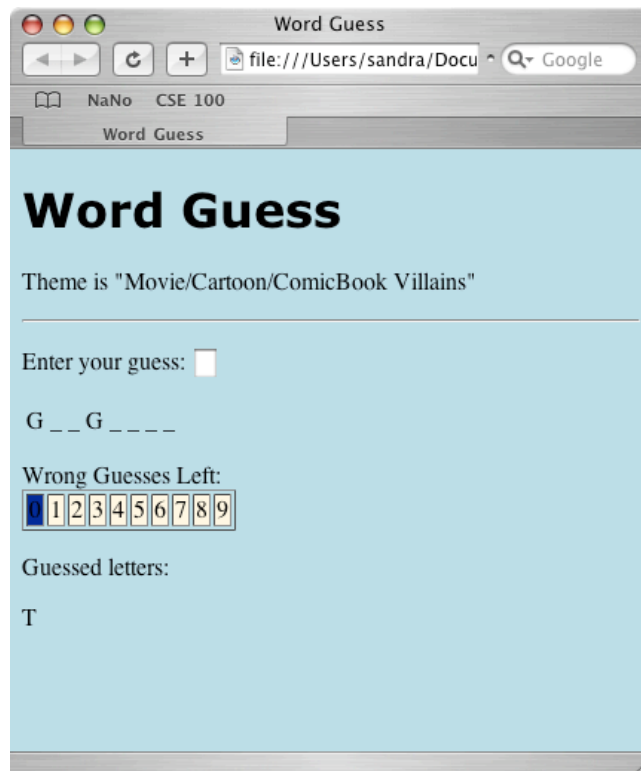 Word Guess
file:///Users/sandra/Docu
Google
NaNo CSE 100
Word Guess
Word Guess
Theme is "Movie/Cartoon/ComicBook Villains"
Enter your guess:
G _ _ G _ _ _ _
Wrong Guesses Left:
0 1 2 3 4 5 6 7 8 9
Guessed letters:
T